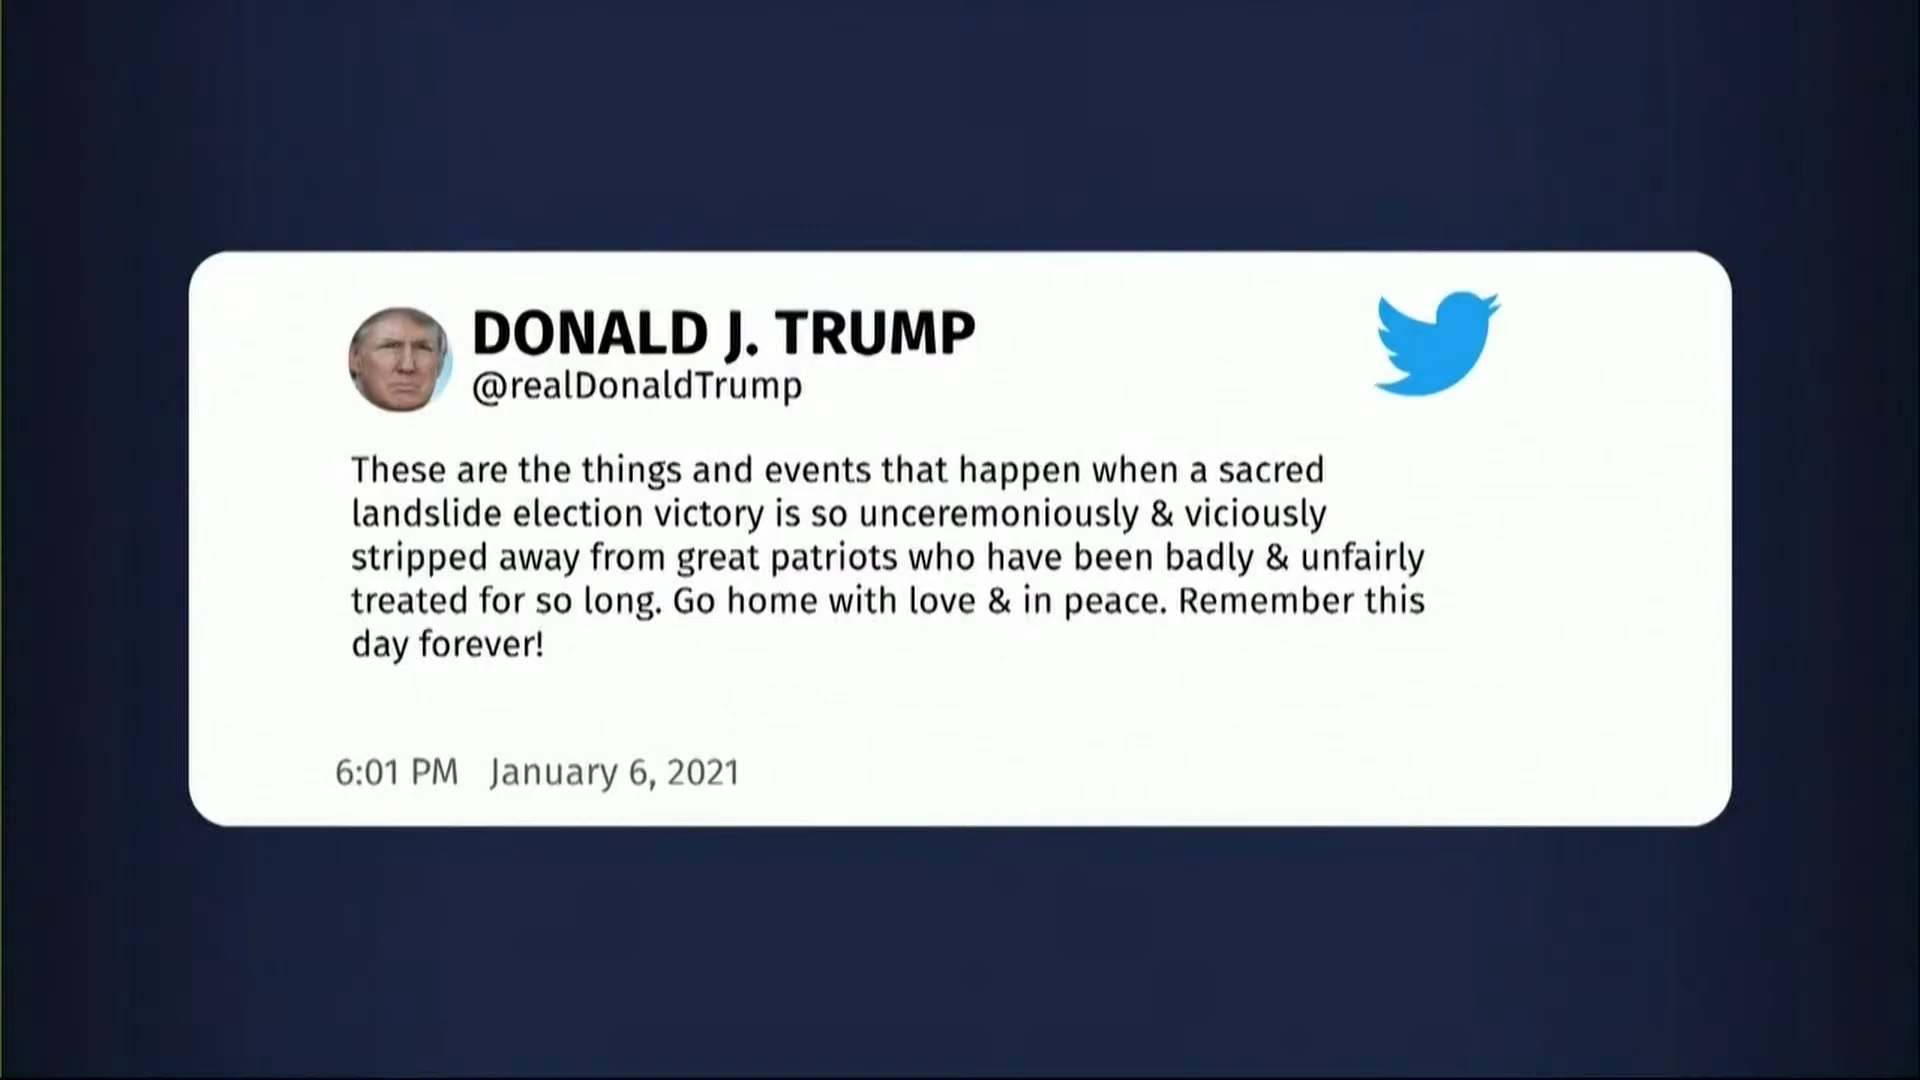 DONALD J. TRUMP
@realDonaldTrump
These are the things and events that happen when a sacred
landslide election victory is so unceremoniously & viciously
stripped away from great patriots who have been badly & unfairly
treated for so long. Go home with love & in peace. Remember this
day forever!
6:01 PM January 6, 2021